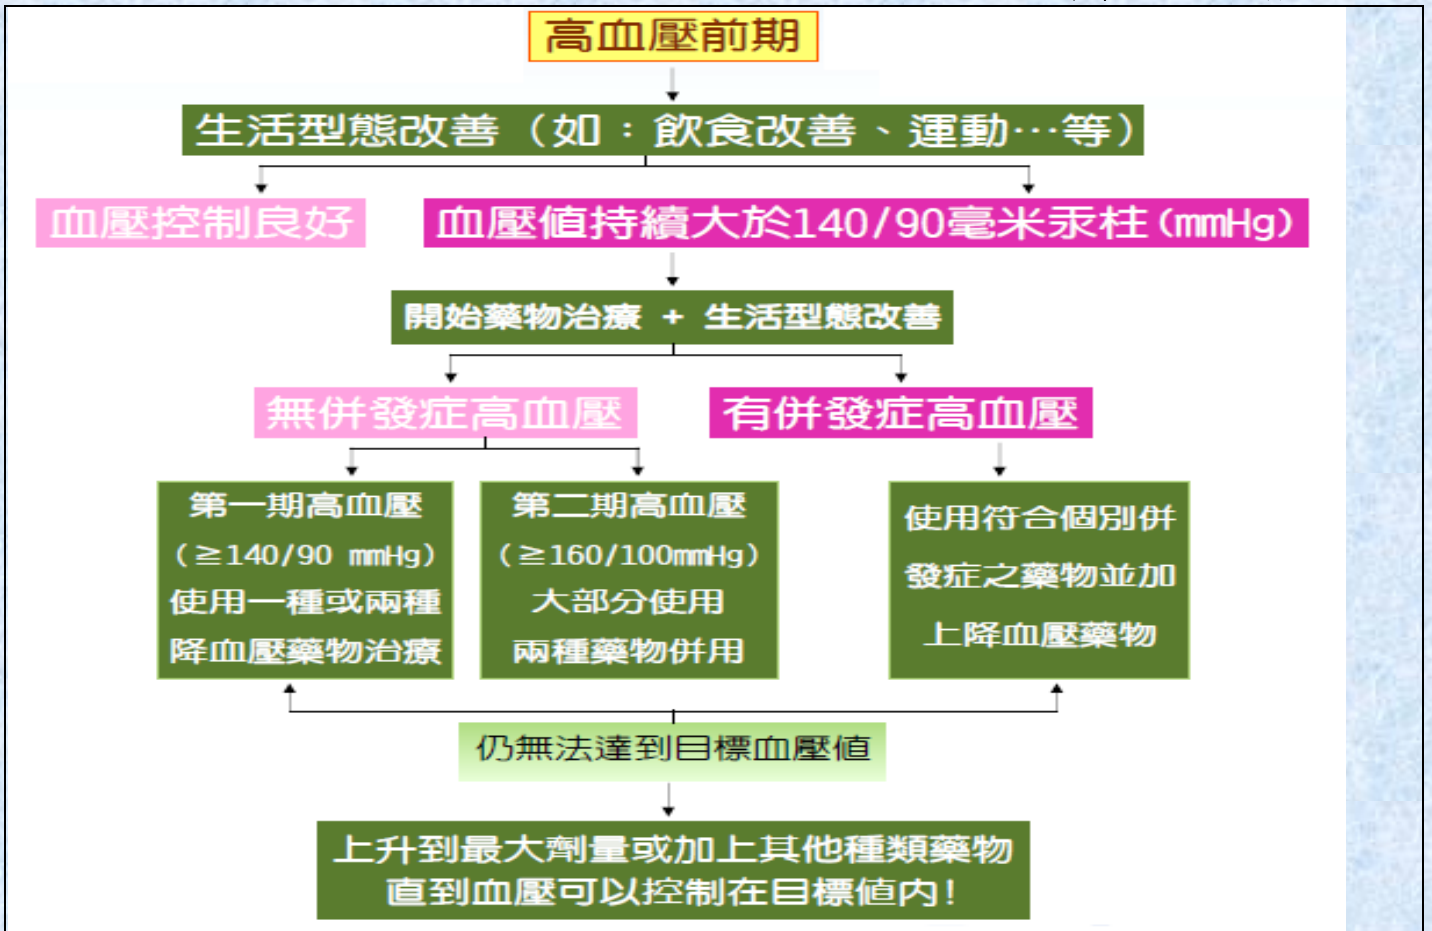 高血壓前期
生活型態改善（如：飲食改善、運動…等）
血壓控制良好
血壓值持續大於140/90毫米汞柱(mmHg)
開始藥物治療 + 生活型態改善
無併發症高血壓
有併發症高血壓
第一期高血壓
(≧140/90 mmHg)
使用一種或兩種
降血壓藥物治療
第二期高血壓
(≧160/100mmHg)
大部分使用
兩種藥物併用
使用符合個別併
發症之藥物並加
上降血壓藥物
仍無法達到目標血壓值
上升到最大劑量或加上其他種類藥物
直到血壓可以控制在目標值內!